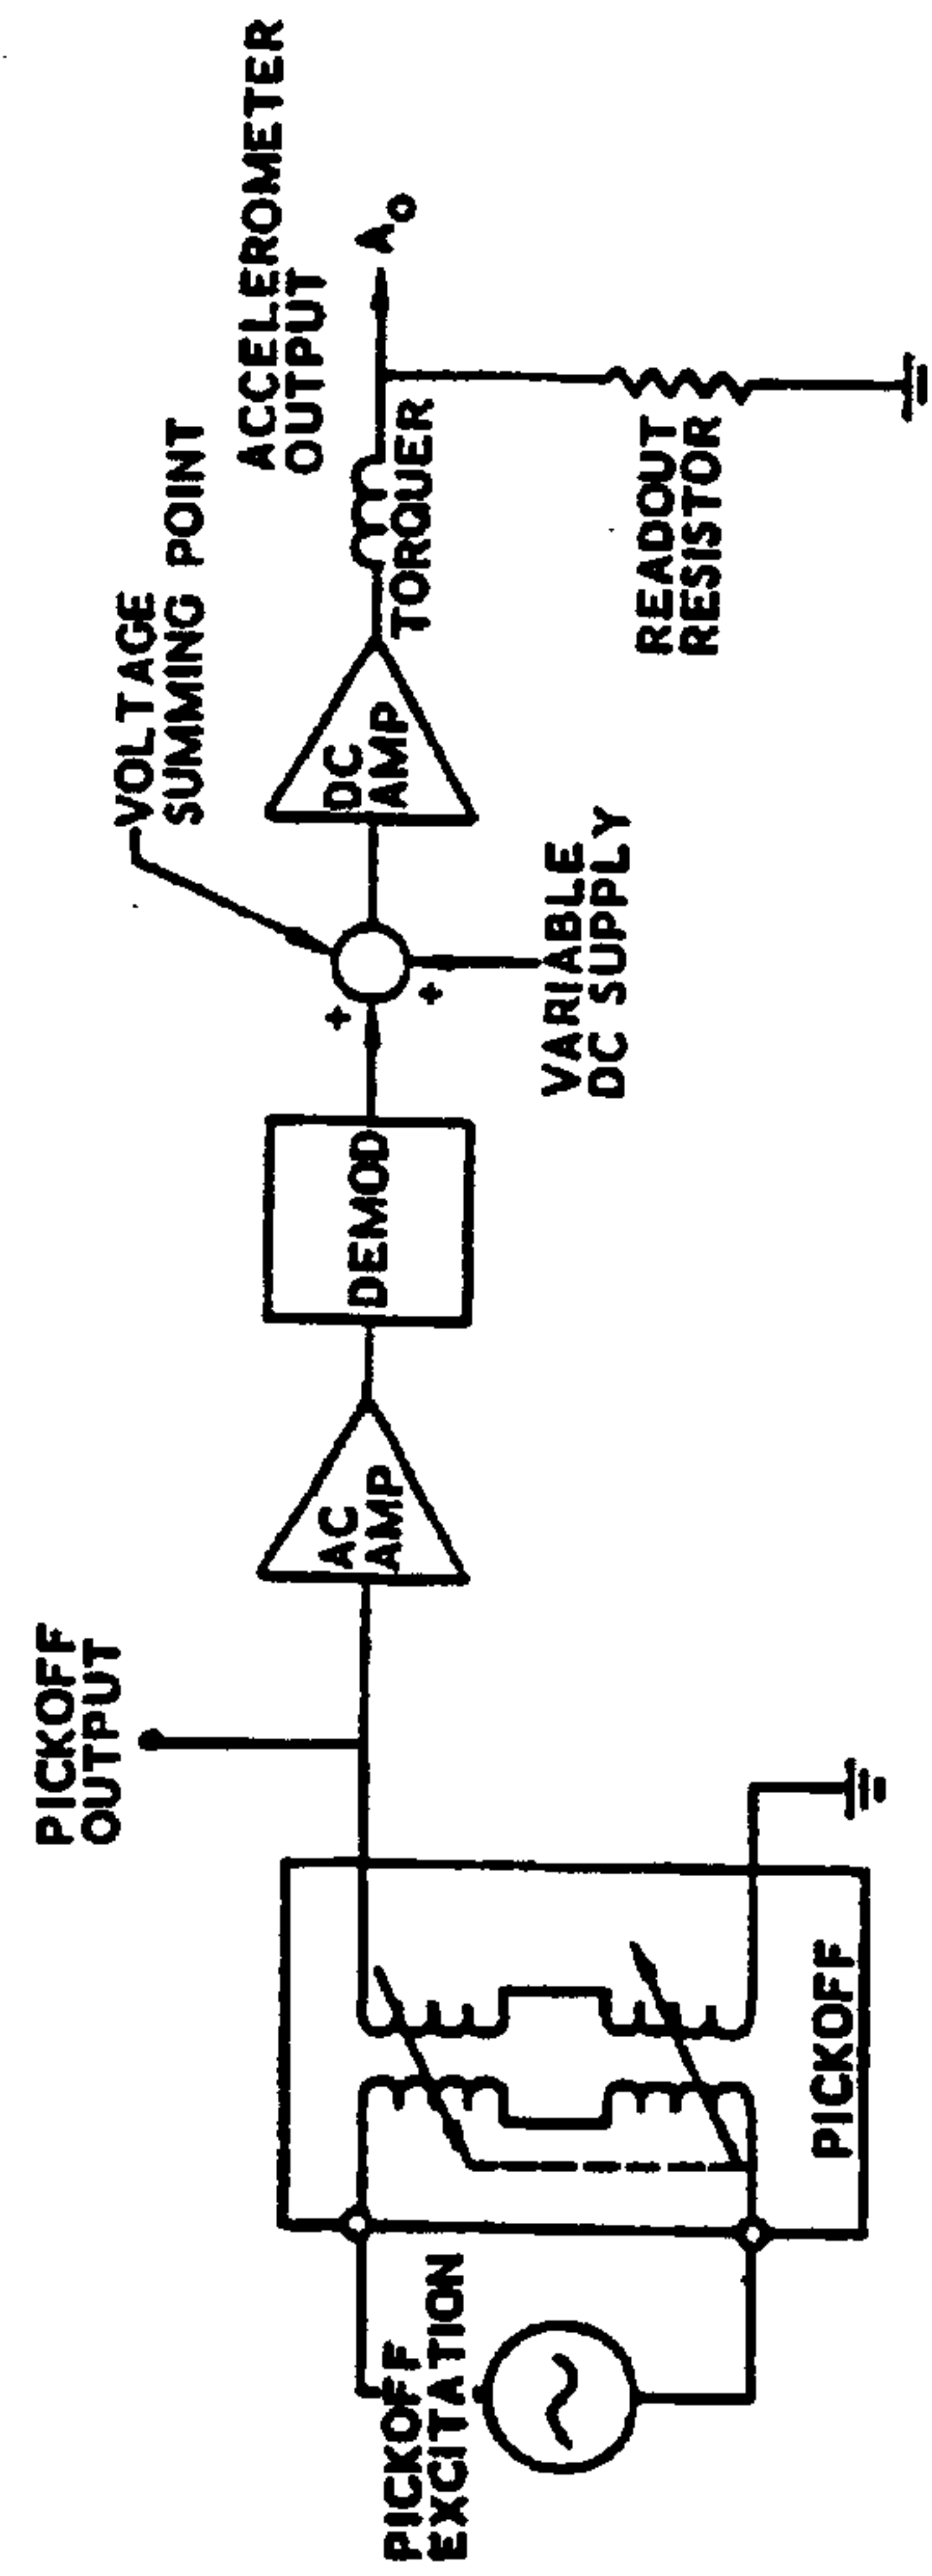 PICKOFF
EXCITATION
PICKOFF
PICKOFF
OUTPUT
AC
AMP
DEMOD
+
+
VARIABLE
DC SUPPLY
VOLTAGE
SUMMING POINT
DC
AMP
TORQUER
READOUT
RESISTOR
ACCELEROMETER
OUTPUT
Ao